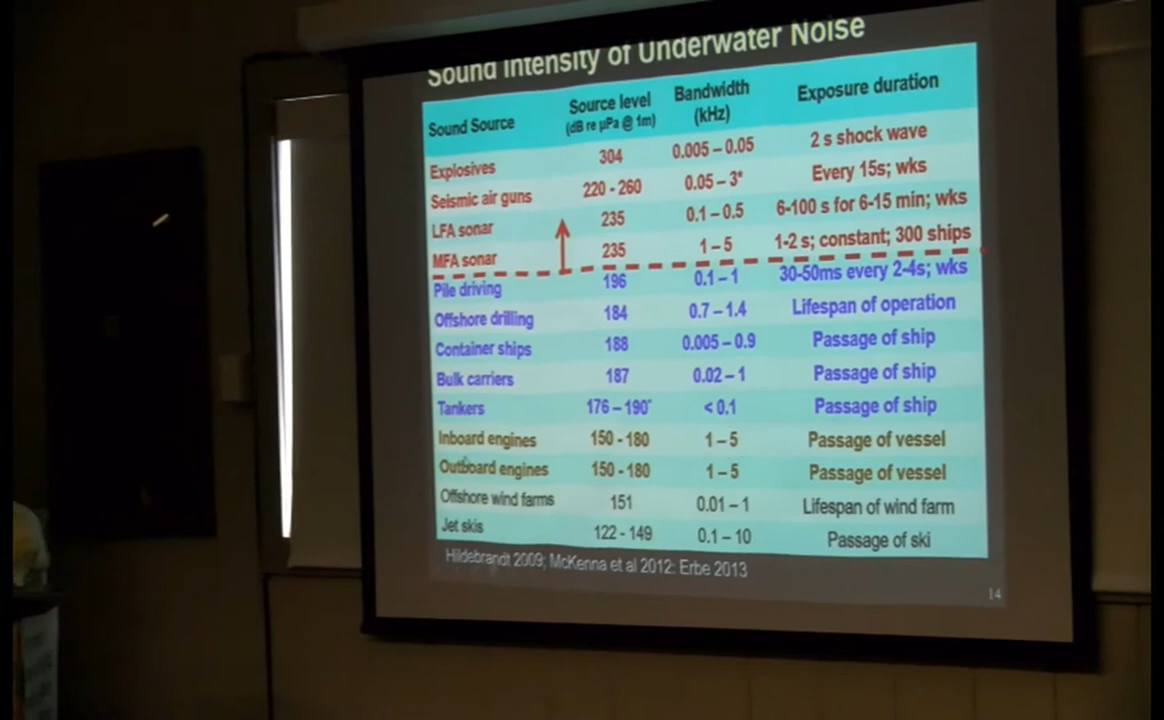 Sound Intensity of Underwater Noise
Sound Source Source level (dB re µPa @ 1m) Bandwidth (kHz) Exposure duration
Explosives 304 0.005 – 0.05 2 s shock wave
Seismic air guns 220 - 260 0.05 – 3* Every 15s; wks
LFA sonar 235 0.1 – 0.5 6-100 s for 6-15 min; wks
MFA sonar 235 1 – 5 1-2 s; constant; 300 ships
Pile driving 196 0.1 – 1 30-50ms every 2-4s; wks
Offshore drilling 184 0.7 – 1.4 Lifespan of operation
Container ships 188 0.005 – 0.9 Passage of ship
Bulk carriers 187 0.02 – 1 Passage of ship
Tankers 176 – 190* < 0.1 Passage of ship
Inboard engines 150 - 180 1 – 5 Passage of vessel
Outboard engines 150 - 180 1 – 5 Passage of vessel
Offshore wind farms 151 0.01 – 1 Lifespan of wind farm
Jet skis 122 - 149 0.1 – 10 Passage of ski
Hildebrandt 2009; McKenna et al 2012: Erbe 2013
14